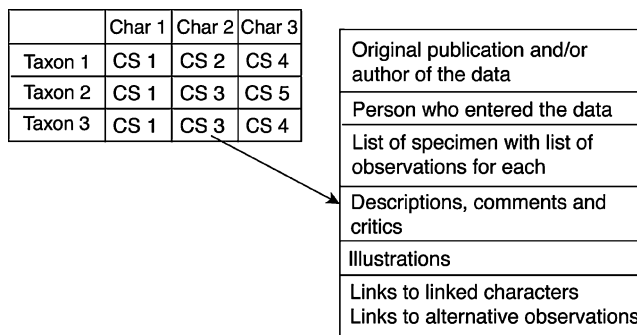 Char 1 Char 2 Char 3
Taxon 1 CS 1 CS 2 CS 4
Taxon 2 CS 1 CS 3 CS 5
Taxon 3 CS 1 CS 3 CS 4
Original publication and/or
author of the data
Person who entered the data
List of specimen with list of
observations for each
Descriptions, comments and
critics
Illustrations
Links to linked characters
Links to alternative observations